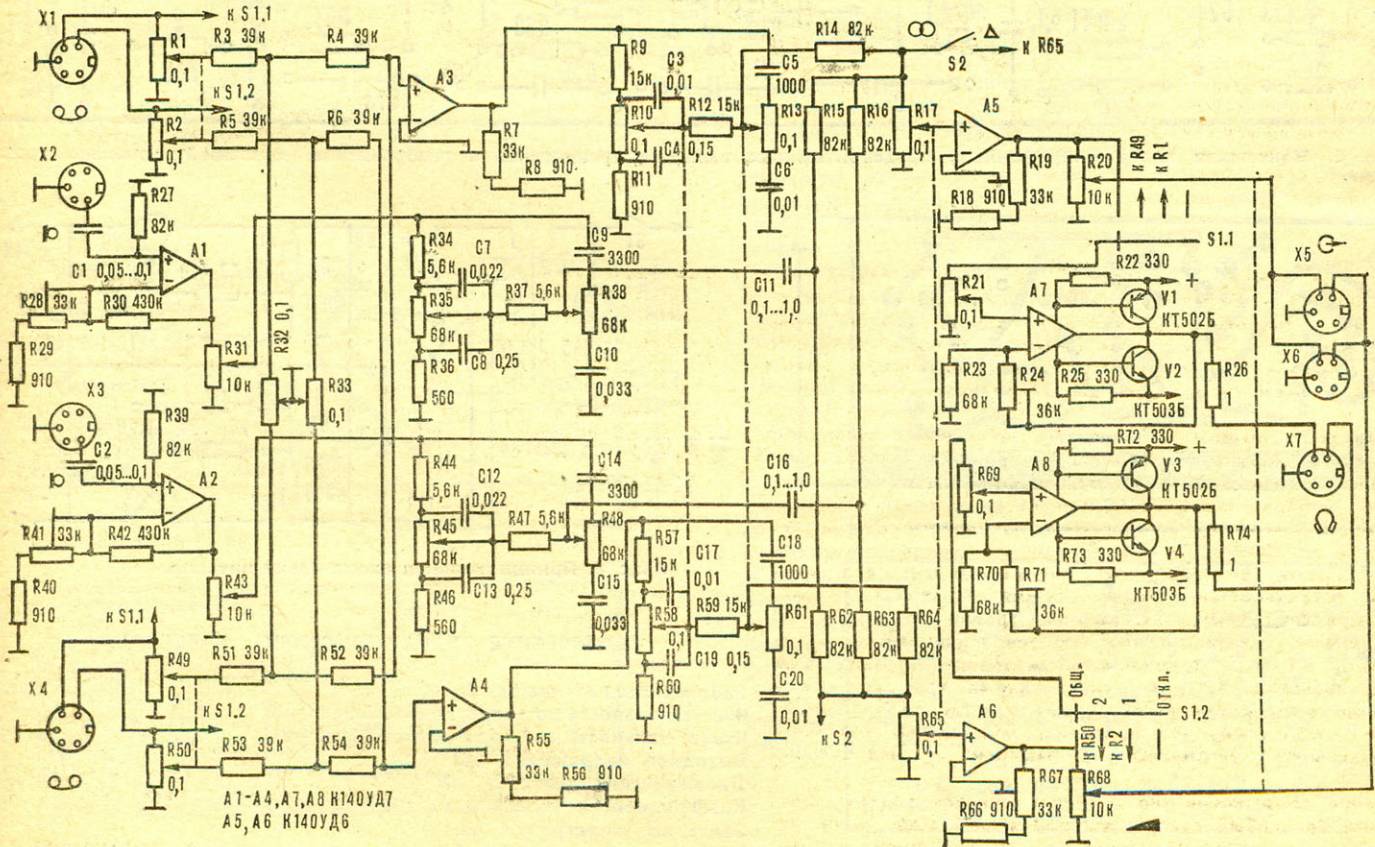 X1
к S1.1
R1
0,1
R3 39к
R4 39к
к S1.2
R2
0,1
R5 39к
R6 39к
A3
R7
33к
R8 910
R9
15к
C3
0,01
R10
0,1
C4
0,15
R11
910
R12 15к
R14 82к
C5
1000
R13
0,1
C6
0,01
R15
82к
R16
82к
R17
0,1
S2
Δ
к R65
A5
R18 910
R19
33к
R20
10к
к R49
к R1
S1.1
X2
R27
82к
A1
C1 0,05...0,1
R28 33к
R30 430к
R29
910
R31
10к
R32 0,1
R33
0,1
R34
5,6к
C7
0,022
R35
68к
C8 0,25
R36
560
R37 5,6к
C9
3300
R38
68к
C10
0,033
C11
0,1...1,0
R21
0,1
A7
R22 330
+
V1
КТ502Б
R23
68к
R24
36к
R25 330
V2
КТ503Б
R26
1
X5
X6
X7
X3
R39
82к
C2
0,05...0,1
A2
R41
33к
R42 430к
R40
910
R43
10к
R44
5,6к
C12
0,022
R45
68к
C13 0,25
R46
560
R47 5,6к
C14
3300
R48
68к
C15
0,033
C16
0,1...1,0
R57
15к
C17
0,01
R58
0,1
C19 0,15
R59 15к
R60
910
C18
1000
R61
0,1
C20
0,01
R62
82к
R63
82к
R64
82к
к S2
R65
0,1
R69
0,1
A8
R72 330
+
V3
КТ502Б
R70
68к
R71
36к
R73 330
V4
КТ503Б
R74
1
Общ.
2
1
Откл.
S1.2
к R50
к R2
A6
R66 910
R67
33к
R68
10к
X4
к S1.1
R49
0,1
R51 39к
R52 39к
к S1.2
R50
0,1
R53 39к
R54 39к
A4
R55
33к
R56 910
A1-A4, A7, A8 К140УД7
A5, A6 К140УД6